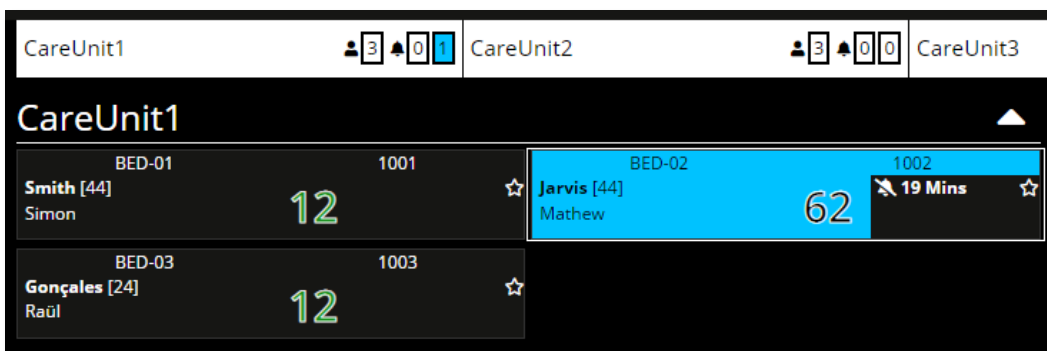 CareUnit1 3 0 1 CareUnit2 3 0 0 CareUnit3
CareUnit1
BED-01 1001
Smith [44]
Simon
12
BED-02 1002
Jarvis [44]
Mathew
62
19 Mins
BED-03 1003
Gonçales [24]
Raül
12